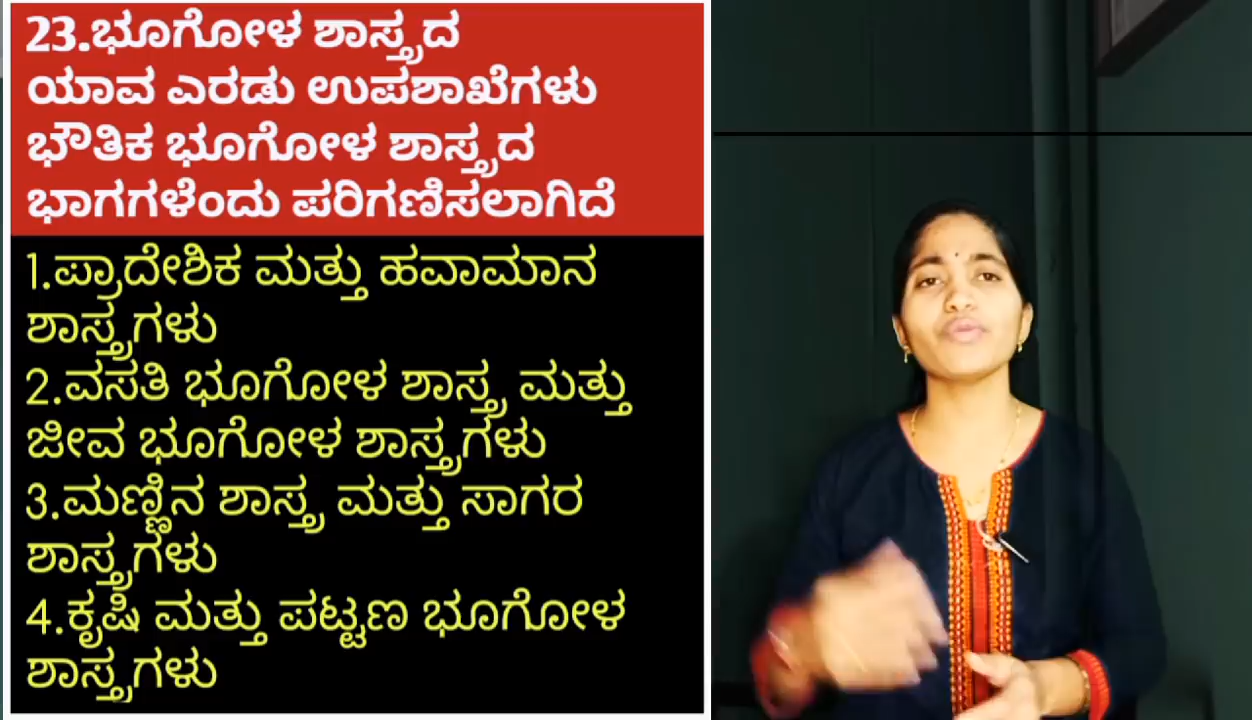 23.ಭೂಗೋಳ ಶಾಸ್ತ್ರದ
ಯಾವ ಎರಡು ಉಪಶಾಖೆಗಳು
ಭೌತಿಕ ಭೂಗೋಳ ಶಾಸ್ತ್ರದ
ಭಾಗಗಳೆಂದು ಪರಿಗಣಿಸಲಾಗಿದೆ
1.ಪ್ರಾದೇಶಿಕ ಮತ್ತು ಹವಾಮಾನ
ಶಾಸ್ತ್ರಗಳು
2.ವಸತಿ ಭೂಗೋಳ ಶಾಸ್ತ್ರ ಮತ್ತು
ಜೀವ ಭೂಗೋಳ ಶಾಸ್ತ್ರಗಳು
3.ಮಣ್ಣಿನ ಶಾಸ್ತ್ರ ಮತ್ತು ಸಾಗರ
ಶಾಸ್ತ್ರಗಳು
4.ಕೃಷಿ ಮತ್ತು ಪಟ್ಟಣ ಭೂಗೋಳ
ಶಾಸ್ತ್ರಗಳು